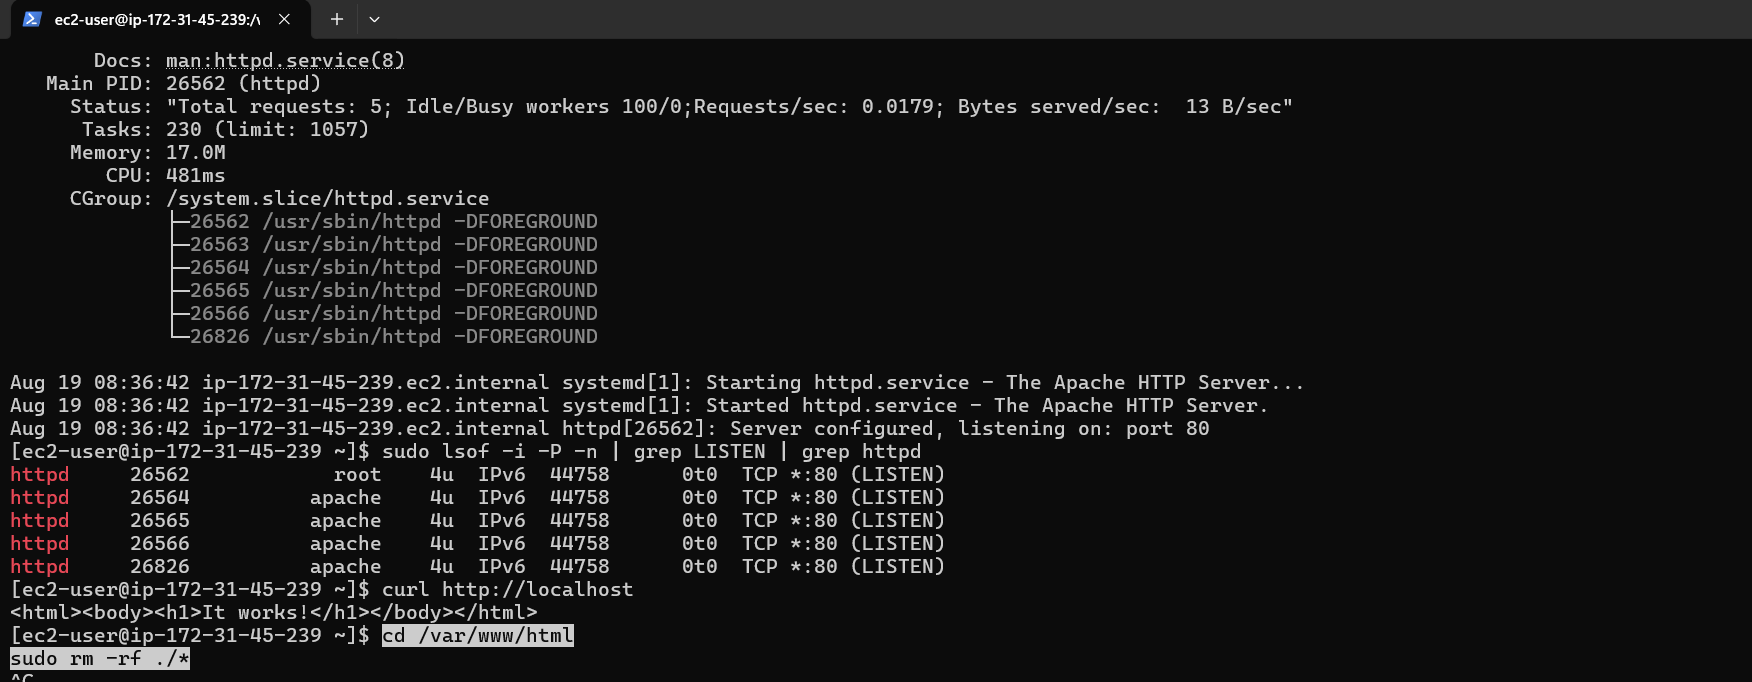 ec2-user@ip-172-31-45-239:/v
Docs: man:httpd.service(8)
Main PID: 26562 (httpd)
Status: "Total requests: 5; Idle/Busy workers 100/0;Requests/sec: 0.0179; Bytes served/sec:  13 B/sec"
Tasks: 230 (limit: 1057)
Memory: 17.0M
CPU: 481ms
CGroup: /system.slice/httpd.service
├─26562 /usr/sbin/httpd -DFOREGROUND
├─26563 /usr/sbin/httpd -DFOREGROUND
├─26564 /usr/sbin/httpd -DFOREGROUND
├─26565 /usr/sbin/httpd -DFOREGROUND
├─26566 /usr/sbin/httpd -DFOREGROUND
└─26826 /usr/sbin/httpd -DFOREGROUND
Aug 19 08:36:42 ip-172-31-45-239.ec2.internal systemd[1]: Starting httpd.service - The Apache HTTP Server...
Aug 19 08:36:42 ip-172-31-45-239.ec2.internal systemd[1]: Started httpd.service - The Apache HTTP Server.
Aug 19 08:36:42 ip-172-31-45-239.ec2.internal httpd[26562]: Server configured, listening on: port 80
[ec2-user@ip-172-31-45-239 ~]$ sudo lsof -i -P -n | grep LISTEN | grep httpd
httpd     26562            root    4u  IPv6  44758      0t0  TCP *:80 (LISTEN)
httpd     26564          apache    4u  IPv6  44758      0t0  TCP *:80 (LISTEN)
httpd     26565          apache    4u  IPv6  44758      0t0  TCP *:80 (LISTEN)
httpd     26566          apache    4u  IPv6  44758      0t0  TCP *:80 (LISTEN)
httpd     26826          apache    4u  IPv6  44758      0t0  TCP *:80 (LISTEN)
[ec2-user@ip-172-31-45-239 ~]$ curl http://localhost
<html><body><h1>It works!</h1></body></html>
[ec2-user@ip-172-31-45-239 ~]$ cd /var/www/html
sudo rm -rf ./*
^C